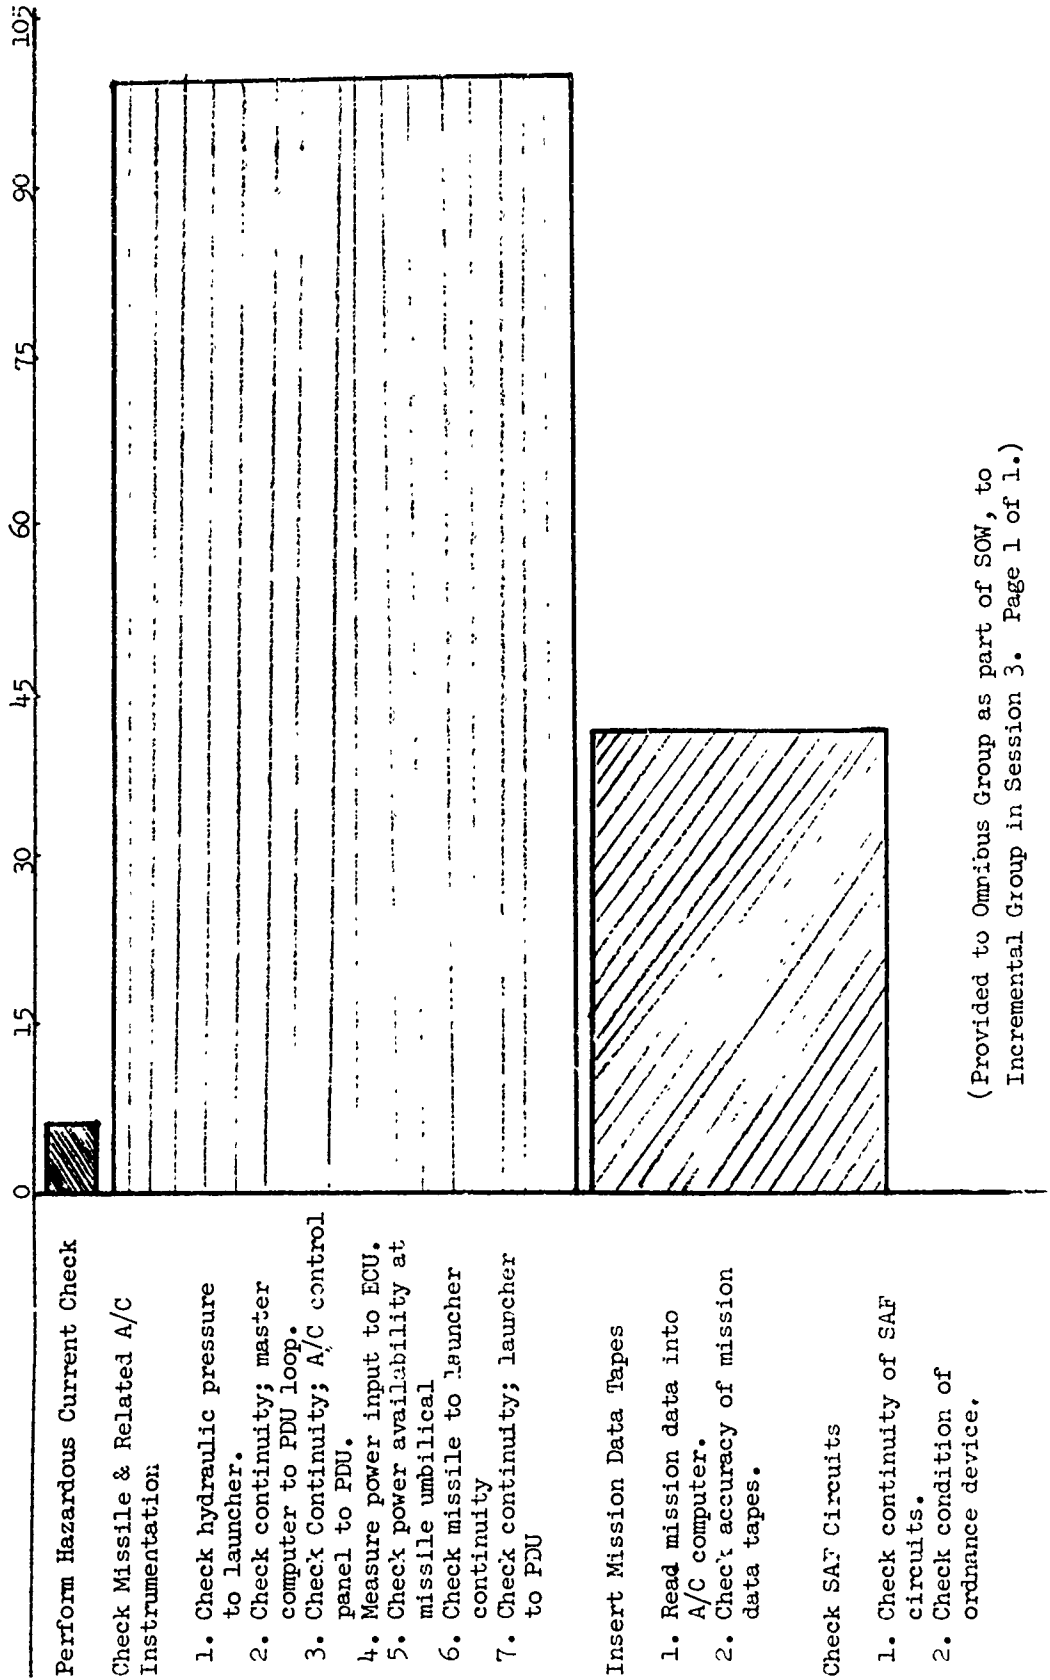 0 15 30 45 60 75 90 105
Perform Hazardous Current Check
Check Missile & Related A/C
Instrumentation
1. Check hydraulic pressure
to launcher.
2. Check continuity; master
computer to PDU loop.
3. Check Continuity; A/C control
panel to PDU.
4. Measure power input to ECU.
5. Check power availability at
missile umbilical
6. Check missile to launcher
continuity
7. Check continuity; launcher
to PDU
Insert Mission Data Tapes
1. Read mission data into
A/C computer.
2. Check accuracy of mission
data tapes.
Check SAF Circuits
1. Check continuity of SAF
circuits.
2. Check condition of
ordnance device.
(Provided to Omnibus Group as part of SOW, to
Incremental Group in Session 3. Page 1 of 1.)